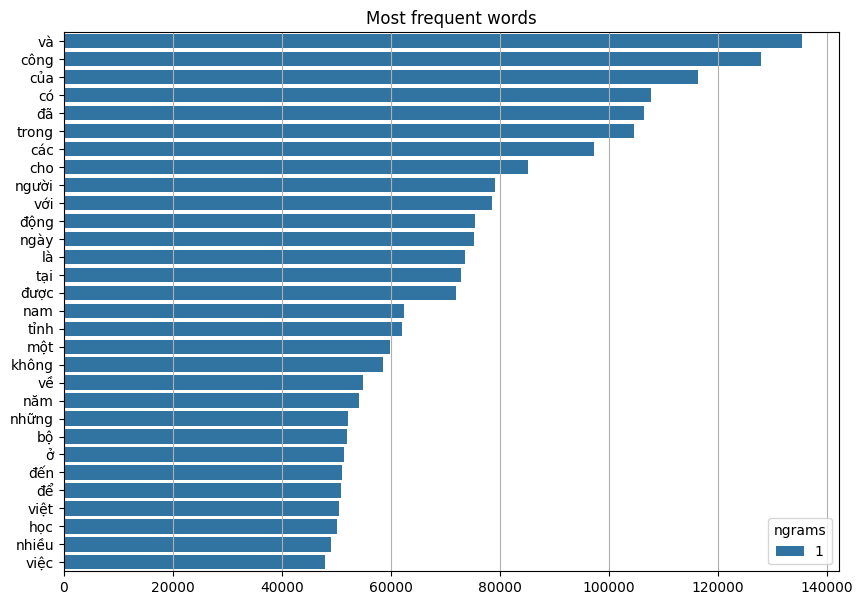 Most frequent words
và
công
của
có
đã
trong
các
cho
người
với
động
ngày
là
tại
được
nam
tỉnh
một
không
về
năm
những
bộ
ở
đến
để
việt
học
nhiều
việc
ngrams
1
0 20000 40000 60000 80000 100000 120000 140000